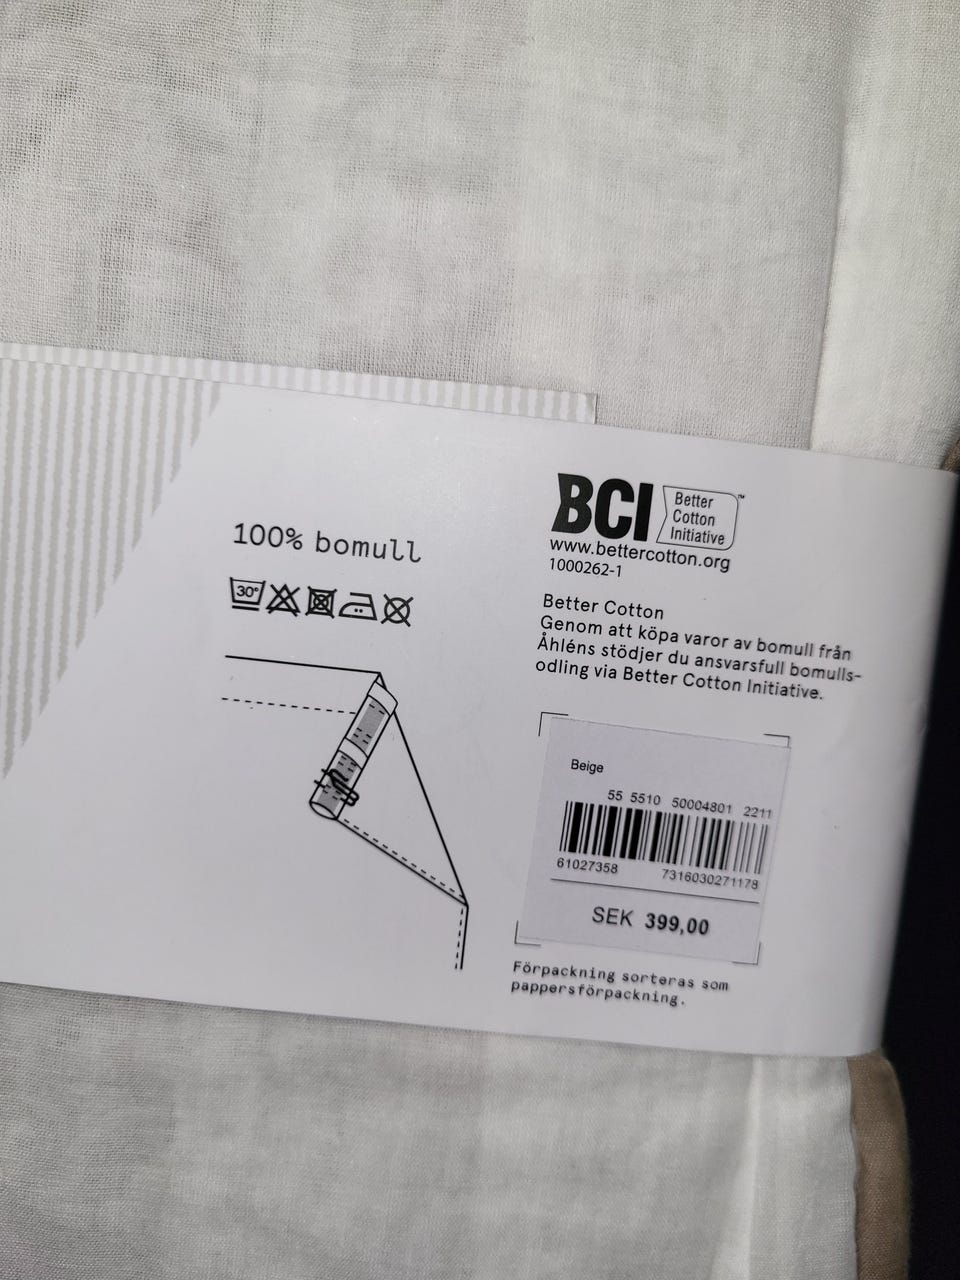 100% bomull
30°
BCI
Better
Cotton
Initiative™
www.bettercotton.org
1000262-1
Better Cotton
Genom att köpa varor av bomull från
Åhléns stödjer du ansvarsfull bomulls-
odling via Better Cotton Initiative.
Beige
55 5510 50004801 2211
61027358 7316030271178
SEK 399,00
Förpackning sorteras som
pappersförpackning.